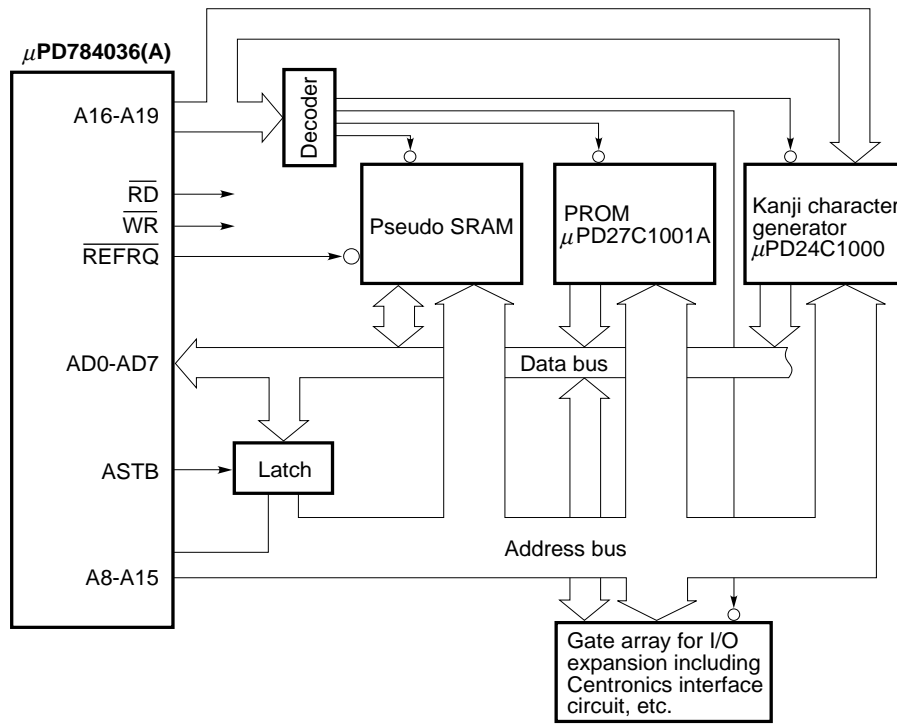 μPD784036(A)
A16-A19
Decoder
RD
WR
REFRQ
Pseudo SRAM
PROM
μPD27C1001A
Kanji character
generator
μPD24C1000
AD0-AD7
Data bus
ASTB
Latch
Address bus
A8-A15
Gate array for I/O
expansion including
Centronics interface
circuit, etc.